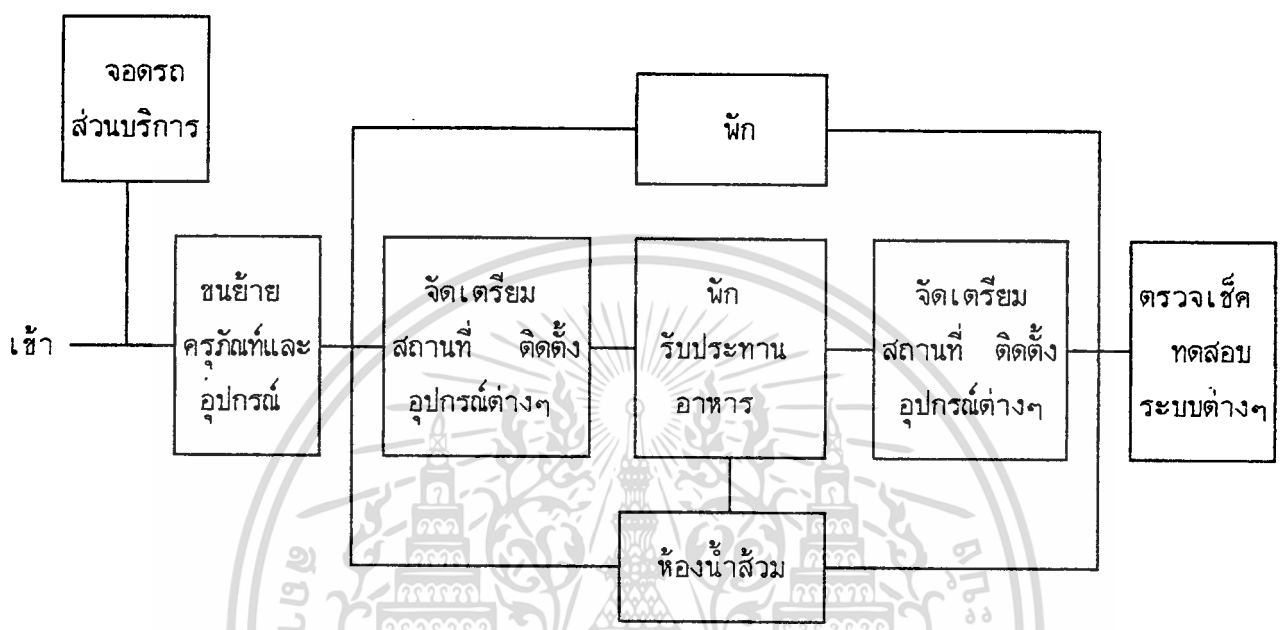 จอดรถ
ส่วนบริการ
พัก
เข้า
ขนย้าย
ครุภัณฑ์และ
อุปกรณ์
จัดเตรียม
สถานที่ ติดตั้ง
อุปกรณ์ต่างๆ
พัก
รับประทาน
อาหาร
จัดเตรียม
สถานที่ ติดตั้ง
อุปกรณ์ต่างๆ
ตรวจเช็ค
ทดสอบ
ระบบต่างๆ
ห้องน้ำส้วม